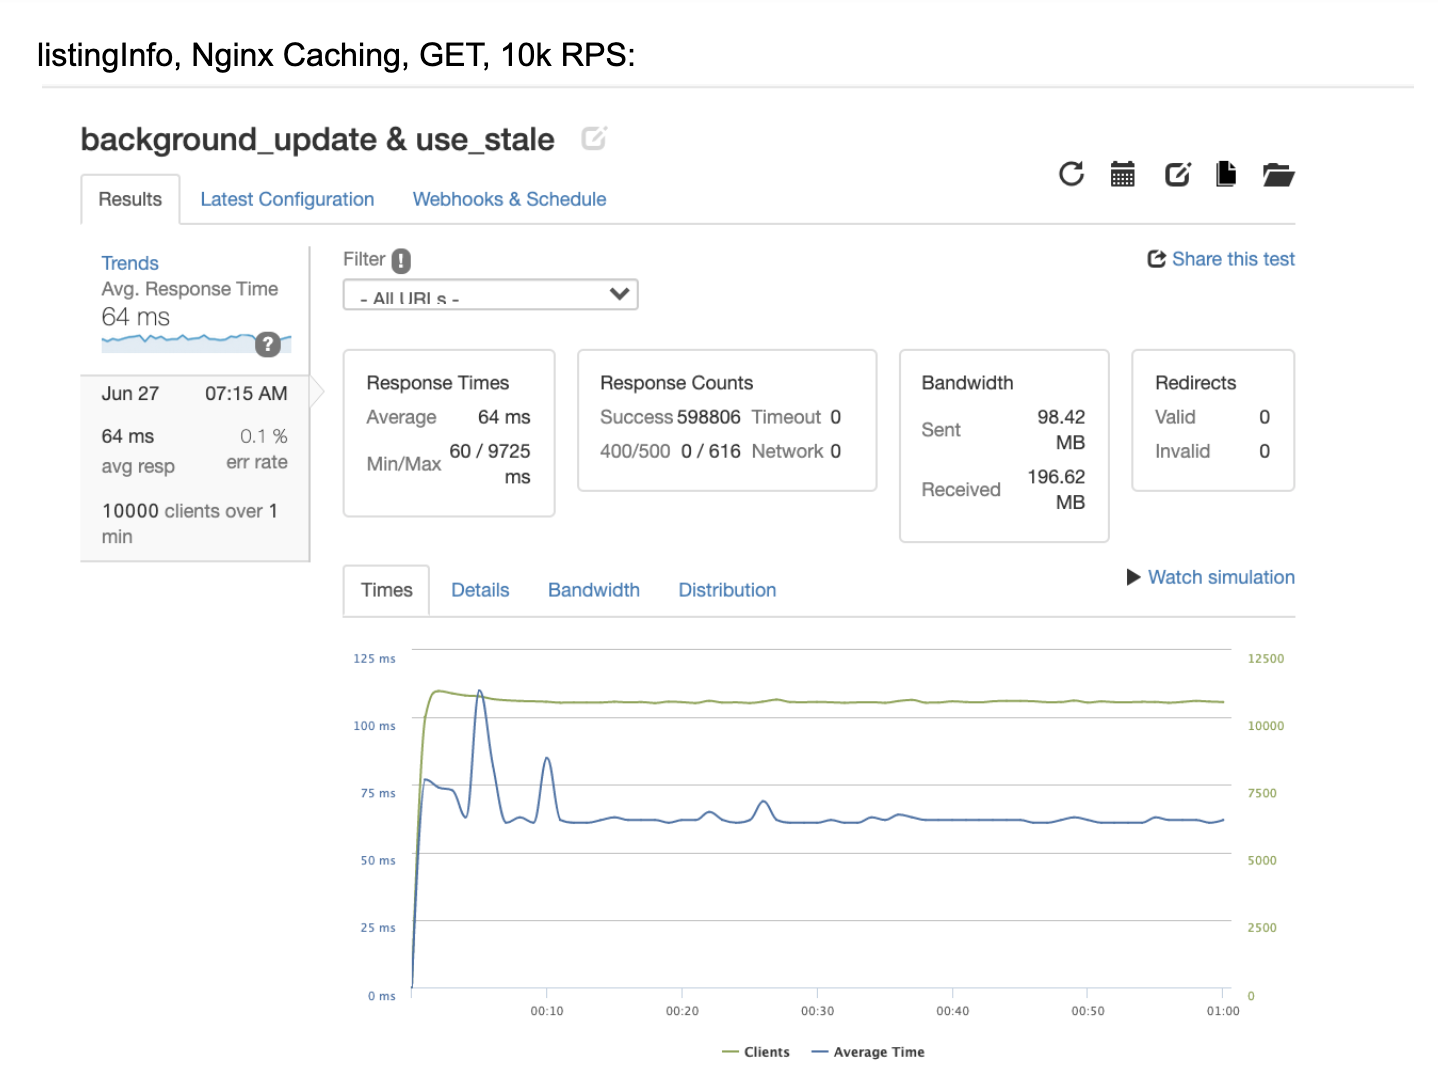 listingInfo, Nginx Caching, GET, 10k RPS:
background_update & use_stale
Results
Latest Configuration
Webhooks & Schedule
Trends
Avg. Response Time
64 ms
?
Jun 27 07:15 AM
64 ms 0.1 %
avg resp err rate
10000 clients over 1
min
Filter !
- All URLs -
Share this test
Response Times
Average 64 ms
Min/Max 60 / 9725
ms
Response Counts
Success 598806 Timeout 0
400/500 0 / 616 Network 0
Bandwidth
Sent 98.42
MB
Received 196.62
MB
Redirects
Valid 0
Invalid 0
Times
Details
Bandwidth
Distribution
Watch simulation
125 ms
100 ms
75 ms
50 ms
25 ms
0 ms
12500
10000
7500
5000
2500
0
00:10 00:20 00:30 00:40 00:50 01:00
Clients Average Time